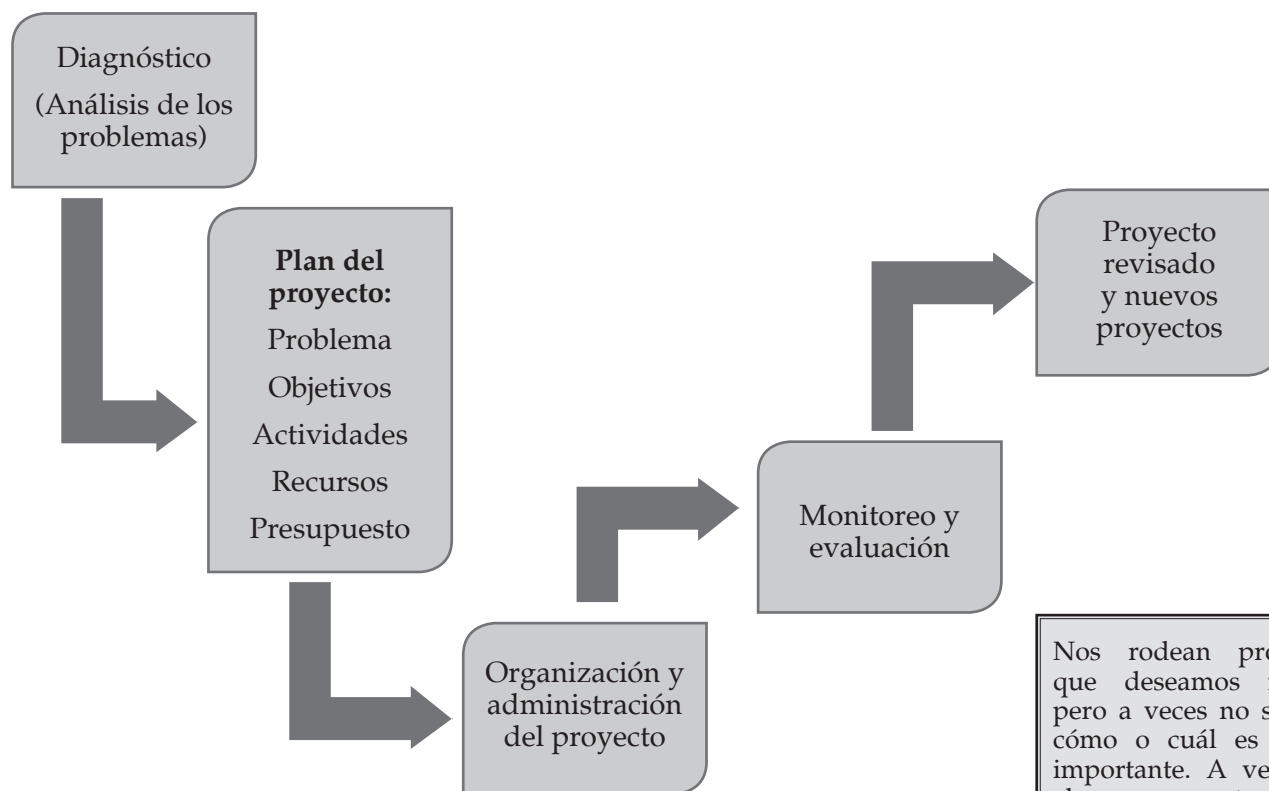 Diagnóstico
(Análisis de los
problemas)
Plan del
proyecto:
Problema
Objetivos
Actividades
Recursos
Presupuesto
Organización y
administración
del proyecto
Monitoreo y
evaluación
Proyecto
revisado
y nuevos
proyectos
Nos rodean
que deseamos
pero a veces no
cómo o cuál es
importante. A